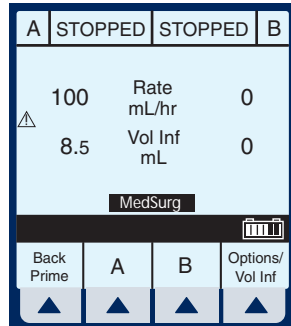 A STOPPED STOPPED B
100 Rate mL/hr 0
8.5 Vol Inf mL 0
MedSurg
Back Prime A B Options/ Vol Inf